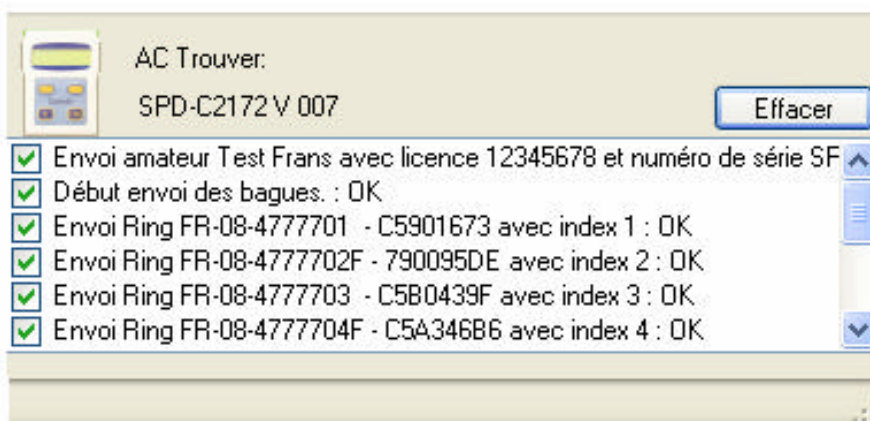 AC Trouver:
SPD-C2172 V 007
Effacer
Envoi amateur Test Frans avec licence 12345678 et numéro de série SF
Début envoi des bagues. : OK
Envoi Ring FR-08-4777701 - C5901673 avec index 1 : OK
Envoi Ring FR-08-4777702F - 790095DE avec index 2 : OK
Envoi Ring FR-08-4777703 - C5B0439F avec index 3 : OK
Envoi Ring FR-08-4777704F - C5A346B6 avec index 4 : OK